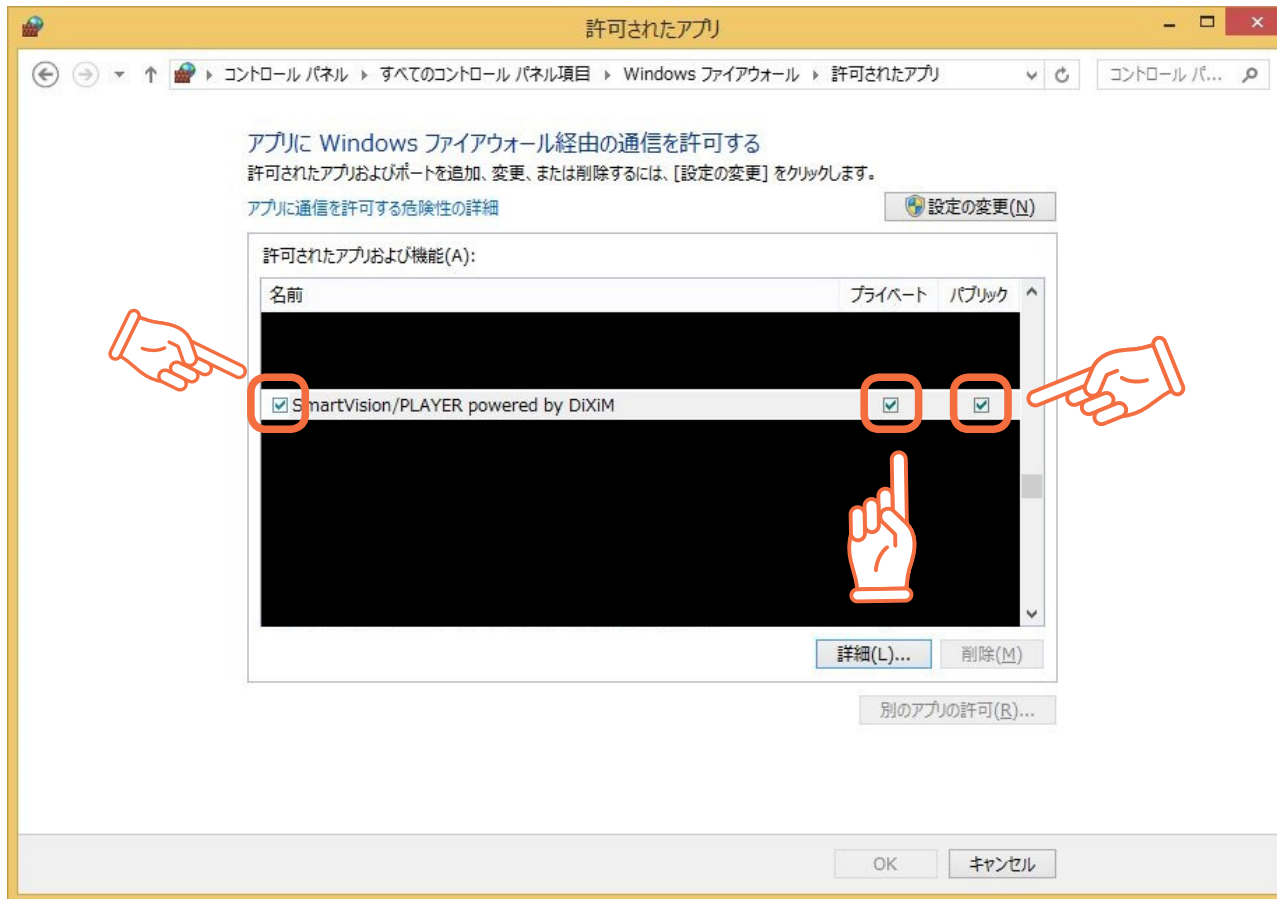 許可されたアプリ
コントロール パネル ▸ すべてのコントロール パネル項目 ▸ Windows ファイアウォール ▸ 許可されたアプリ
コントロール パ...
アプリに Windows ファイアウォール経由の通信を許可する
許可されたアプリおよびポートを追加、変更、または削除するには、[設定の変更] をクリックします。
アプリに通信を許可する危険性の詳細
設定の変更(N)
許可されたアプリおよび機能(A):
名前 プライベート パブリック
SmartVision/PLAYER powered by DiXiM
詳細(L)... 削除(M)
別のアプリの許可(R)...
OK キャンセル